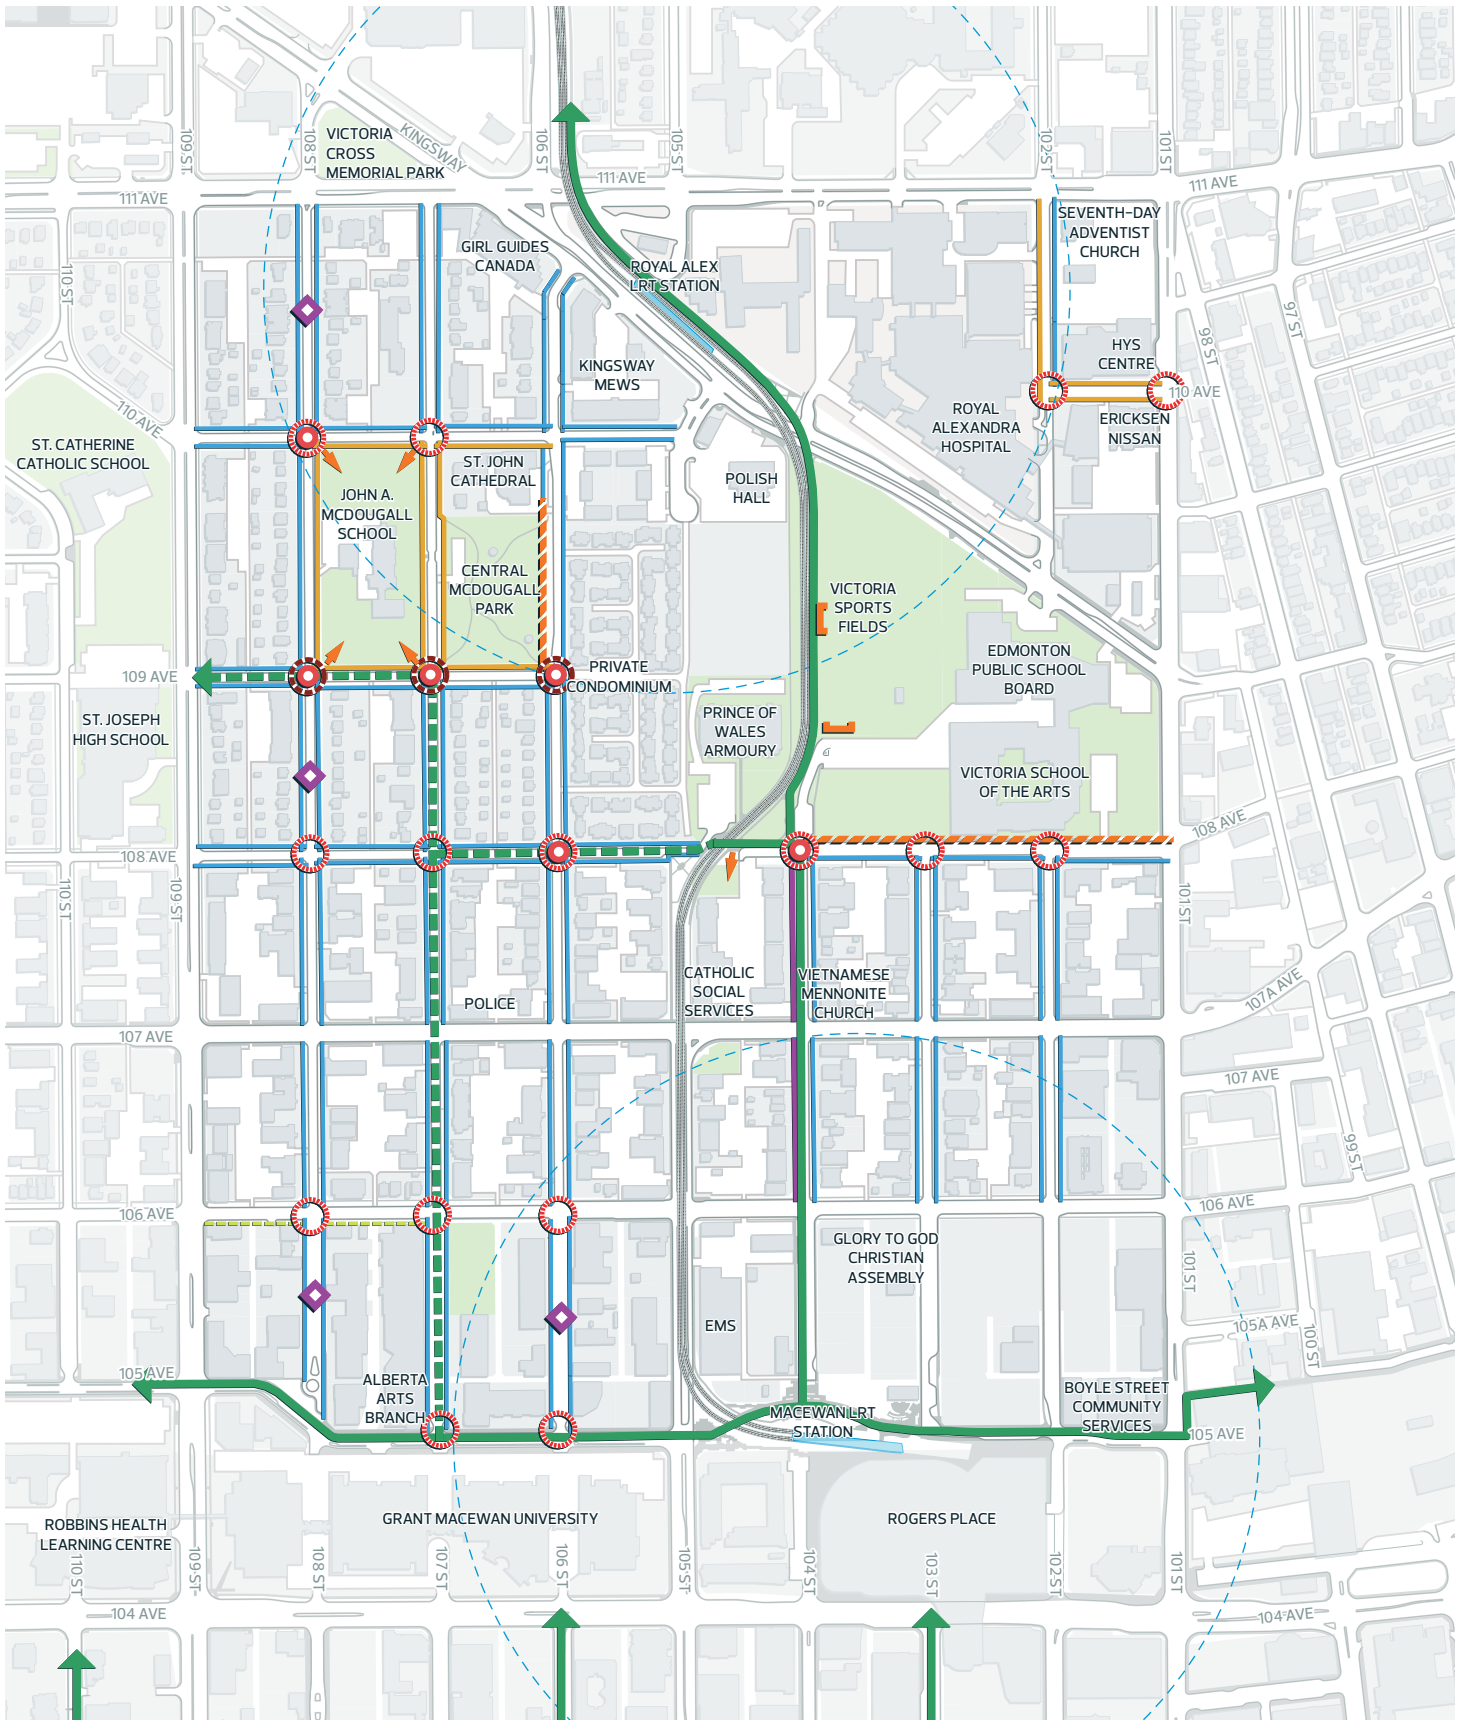 109 ST
108 ST
VICTORIA
CROSS
MEMORIAL PARK
KINGSWAY
106 ST
105 ST
102 ST
101 ST
111 AVE
111 AVE
111 AVE
110 ST
GIRL GUIDES
CANADA
ROYAL ALEX
LRT STATION
SEVENTH-DAY
ADVENTIST
CHURCH
97 ST
98 ST
HYS
CENTRE
KINGSWAY
MEWS
110 AVE
110 AVE
ERICKSEN
NISSAN
ROYAL
ALEXANDRA
HOSPITAL
ST. CATHERINE
CATHOLIC SCHOOL
ST. JOHN
CATHEDRAL
POLISH
HALL
JOHN A.
MCDOUGALL
SCHOOL
CENTRAL
MCDOUGALL
PARK
VICTORIA
SPORTS
FIELDS
109 AVE
PRIVATE
CONDOMINIUM
EDMONTON
PUBLIC SCHOOL
BOARD
ST. JOSEPH
HIGH SCHOOL
PRINCE OF
WALES
ARMOURY
VICTORIA SCHOOL
OF THE ARTS
108 AVE
108 AVE
110 ST
109 ST
101 ST
CATHOLIC
SOCIAL
SERVICES
VIETNAMESE
MENNONITE
CHURCH
POLICE
107A AVE
107 AVE
107 AVE
99 ST
106 AVE
106 AVE
GLORY TO GOD
CHRISTIAN
ASSEMBLY
101 ST
EMS
105A AVE
100 ST
105 AVE
ALBERTA
ARTS
BRANCH
BOYLE STREET
COMMUNITY
SERVICES
MACEWAN LRT
STATION
105 AVE
ROBBINS HEALTH
LEARNING CENTRE
GRANT MACEWAN UNIVERSITY
ROGERS PLACE
110 ST
109 ST
108 ST
107 ST
106 ST
105 ST
104 ST
103 ST
102 ST
101 ST
104 AVE
104 AVE